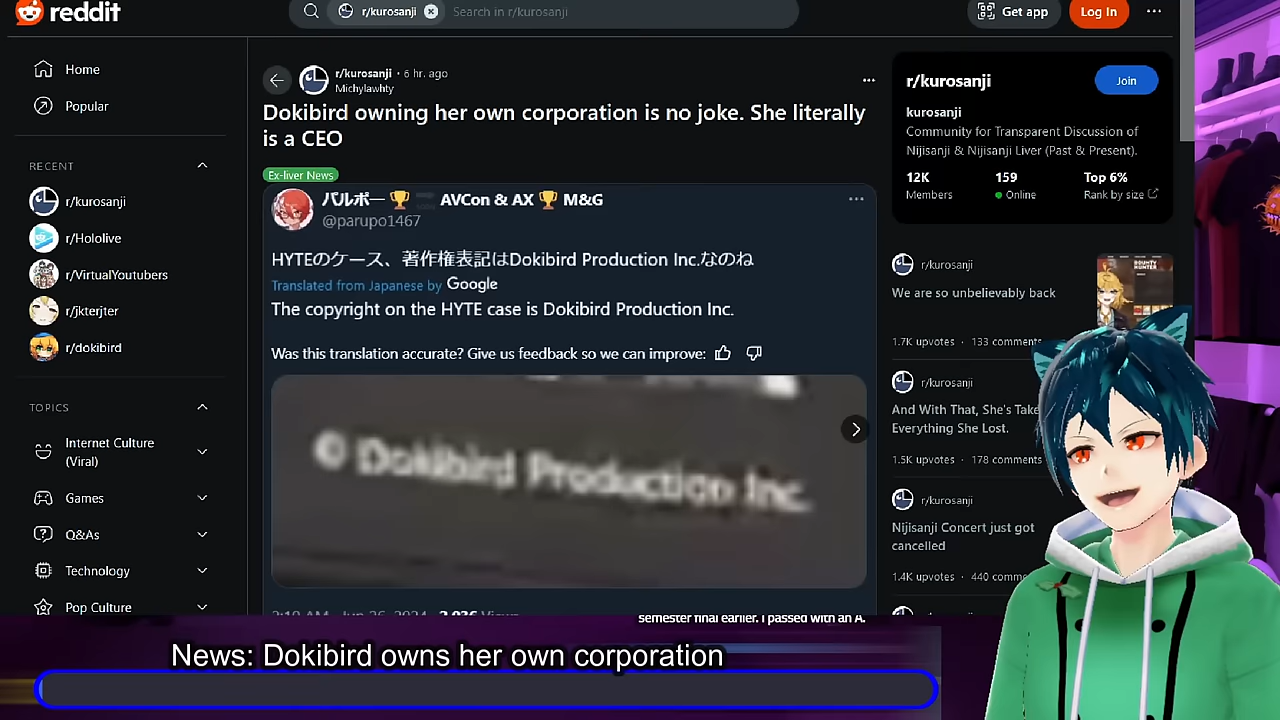 reddit
r/kurosanji
Search in r/kurosanji
Get app
Log In
Home
Popular
RECENT
r/kurosanji
r/Hololive
r/VirtualYoutubers
r/jkterjter
r/dokibird
TOPICS
Internet Culture
(Viral)
Games
Q&As
Technology
Pop Culture
r/kurosanji • 6 hr. ago
Michylawhty
Dokibird owning her own corporation is no joke. She literally
is a CEO
Ex-liver News
パルポー AVCon & AX M&G
@parupo1467
HYTEのケース、著作権表記はDokibird Production Inc.なのね
Translated from Japanese by Google
The copyright on the HYTE case is Dokibird Production Inc.
Was this translation accurate? Give us feedback so we can improve:
© Dokibird Production Inc.
semester final earlier. I passed with an A.
r/kurosanji
Join
kurosanji
Community for Transparent Discussion of
Nijisanji & Nijisanji Liver (Past & Present).
12K
Members
159
Online
Top 6%
Rank by size
r/kurosanji
We are so unbelievably back
BOUNTY
HUNTER
1.7K upvotes · 133 comments
r/kurosanji
And With That, She's Take
Everything She Lost.
1.5K upvotes · 178 comments
r/kurosanji
Nijisanji Concert just got
cancelled
1.4K upvotes · 440 comme
News: Dokibird owns her own corporation